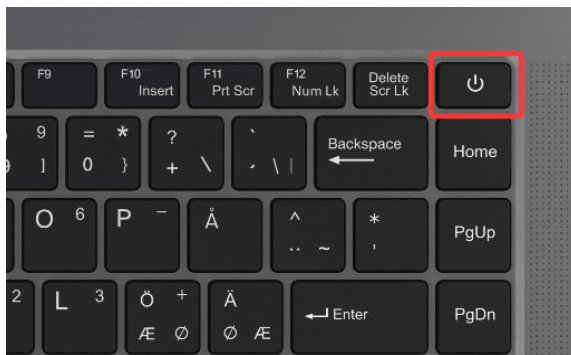 F9
F10
Insert
F11
Prt Scr
F12
Num Lk
Delete
Scr Lk
9
]
= *
0 }
?
+ \
`
´ \ |
Backspace
Home
O 6
P −
Å
^
¨ ~
*
'
PgUp
2
L 3
Ö +
Æ Ø
Ä
Ø Æ
Enter
PgDn